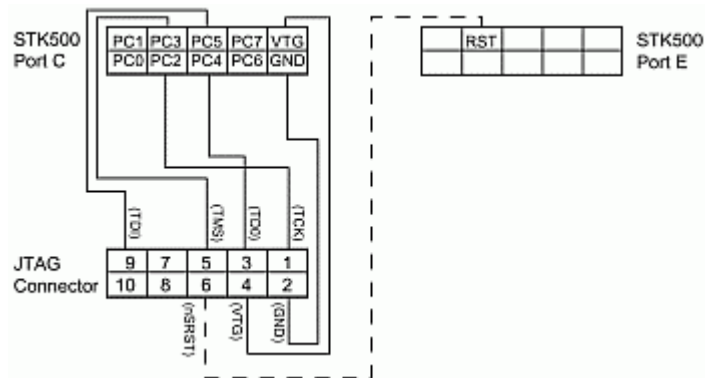 STK500
Port C
PC1 PC3 PC5 PC7 VTG
PC0 PC2 PC4 PC6 GND
RST
STK500
Port E
(TDI)
(TMS)
(TDO)
(TCK)
JTAG
Connector
9 7 5 3 1
10 8 6 4 2
(nSRST)
(VTG)
(GND)